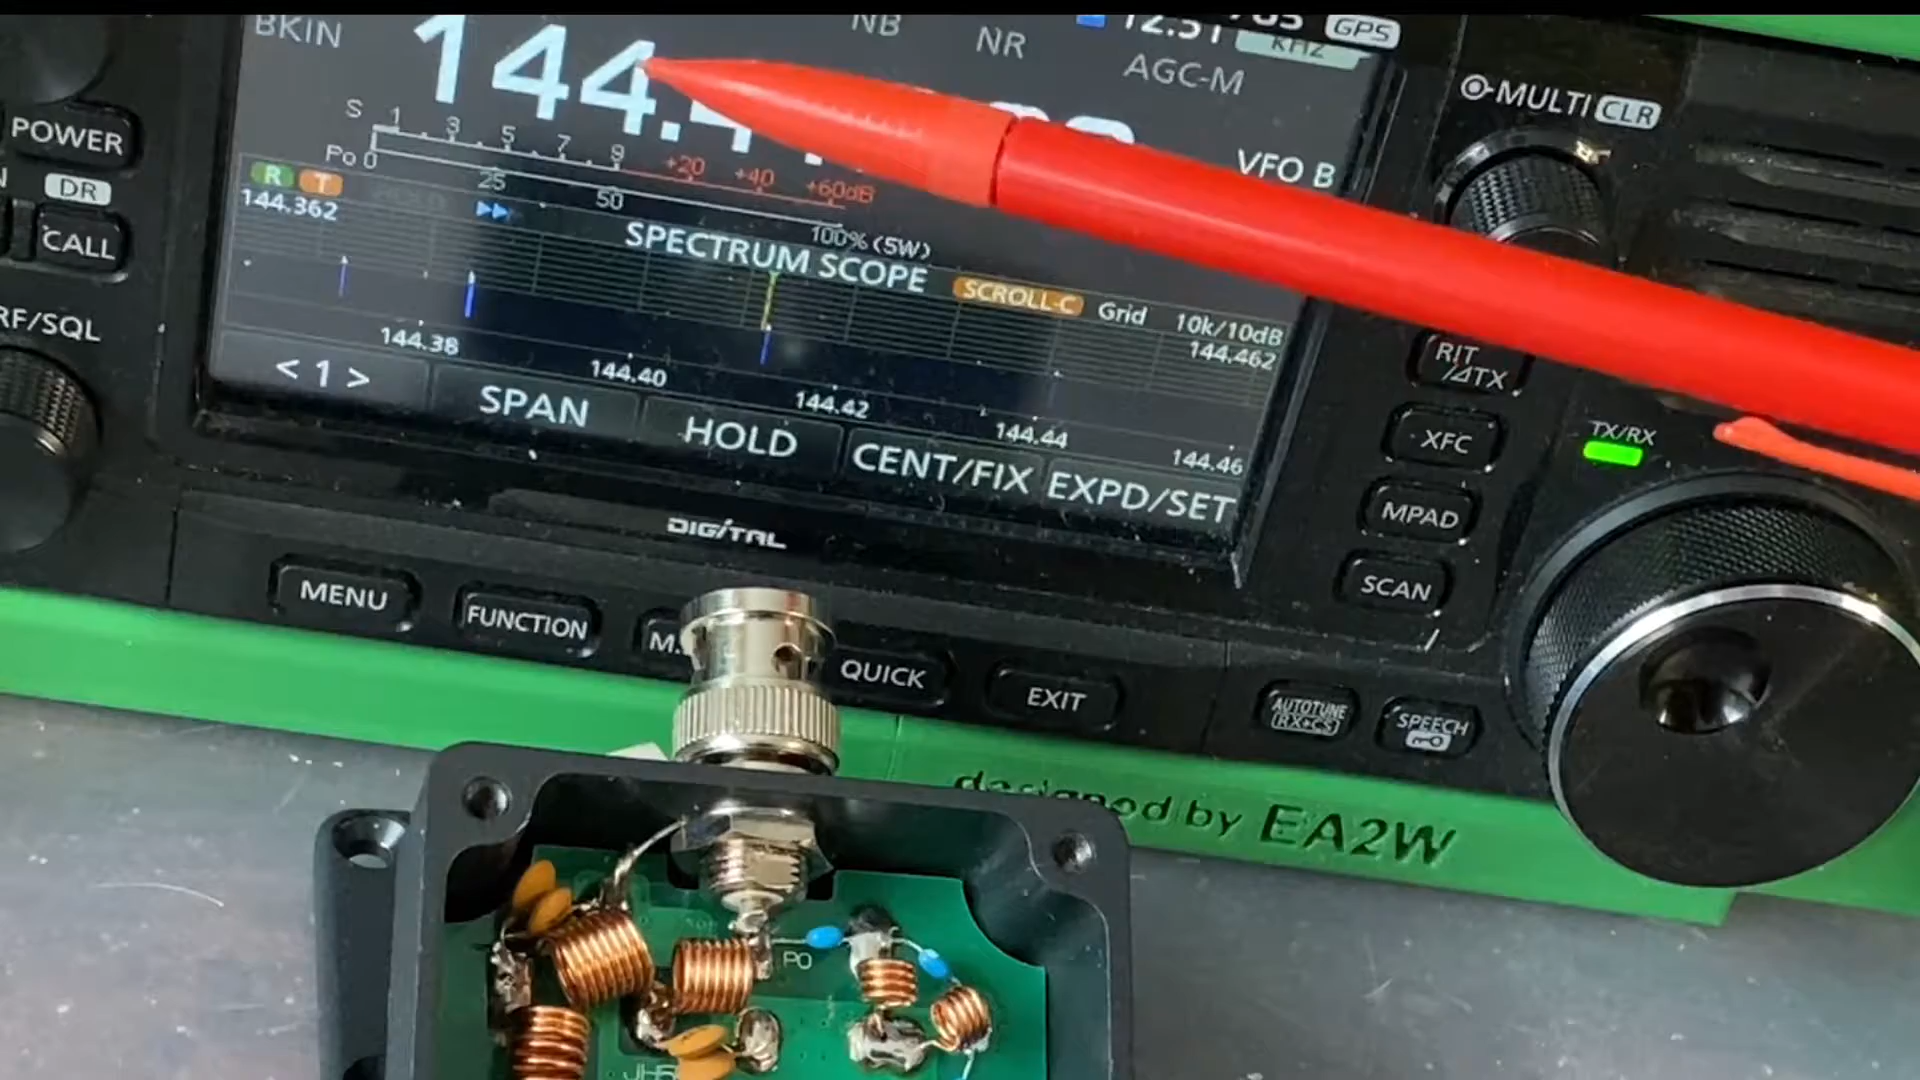 BKIN
NB
NR
GPS
kHz
AGC-M
144.
S 1 3 5 7 9 +20 +40 +60dB
Po 0 25 50 100% (5W)
VFO B
R T
144.362
SPECTRUM SCOPE
SCROLL-C Grid 10k/10dB
144.462
144.38 144.40 144.42 144.44 144.46
< 1 > SPAN HOLD CENT/FIX EXPD/SET
POWER
DR
CALL
RF/SQL
MULTI CLR
RIT
/⊿TX
XFC
TX/RX
MPAD
SCAN
DIGITAL
MENU
FUNCTION
M.
QUICK
EXIT
AUTOTUNE
RX→CS
SPEECH
designed by EA2W
PO